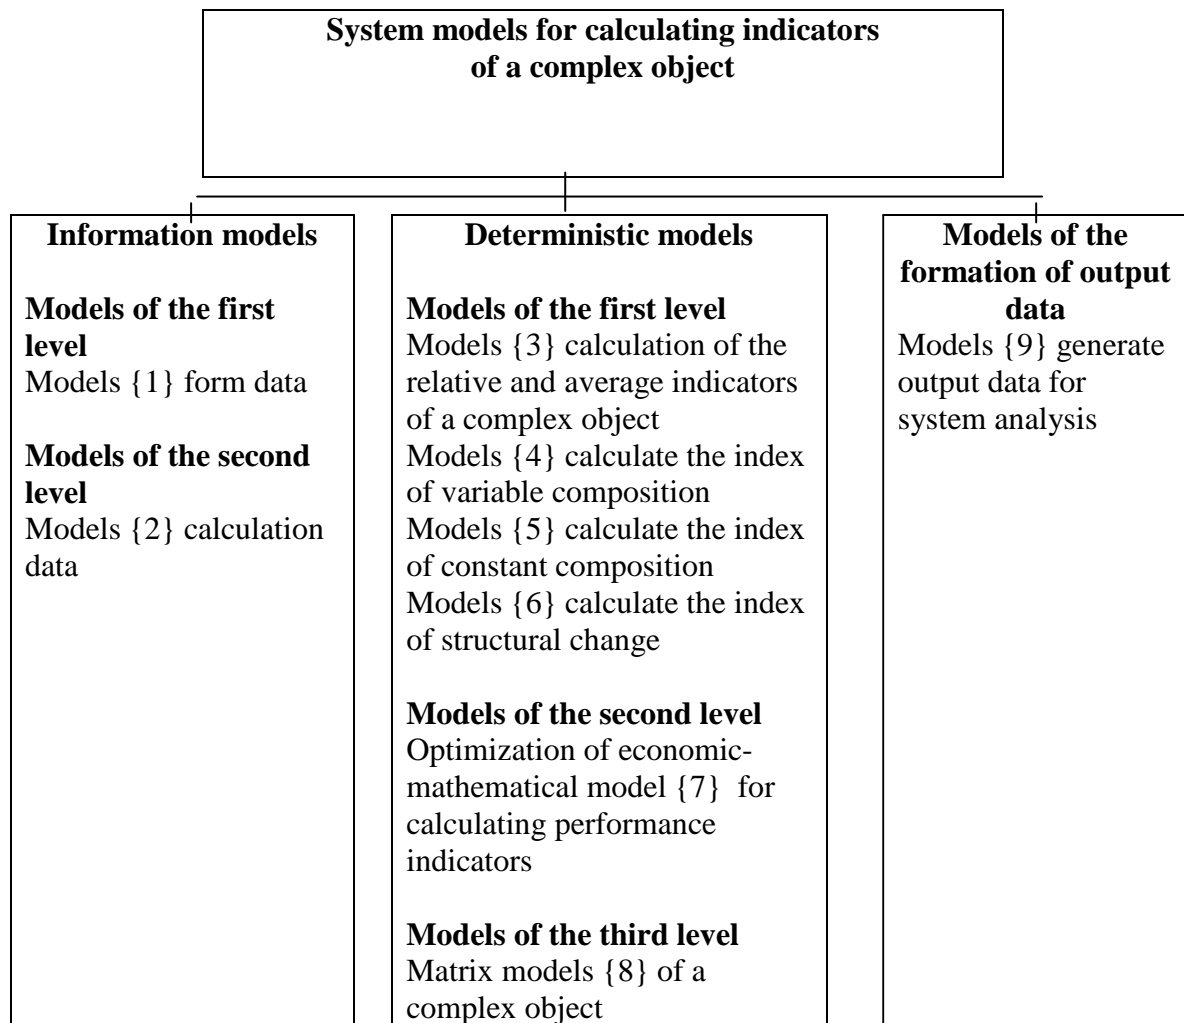 System models for calculating indicators
of a complex object
Information models
Models of the first
level
Models {1} form data
Models of the second
level
Models {2} calculation
data
Deterministic models
Models of the first level
Models {3} calculation of the
relative and average indicators
of a complex object
Models {4} calculate the index
of variable composition
Models {5} calculate the index
of constant composition
Models {6} calculate the index
of structural change
Models of the second level
Optimization of economic-
mathematical model {7} for
calculating performance
indicators
Models of the third level
Matrix models {8} of a
complex object
Models of the
formation of output
data
Models {9} generate
output data for
system analysis